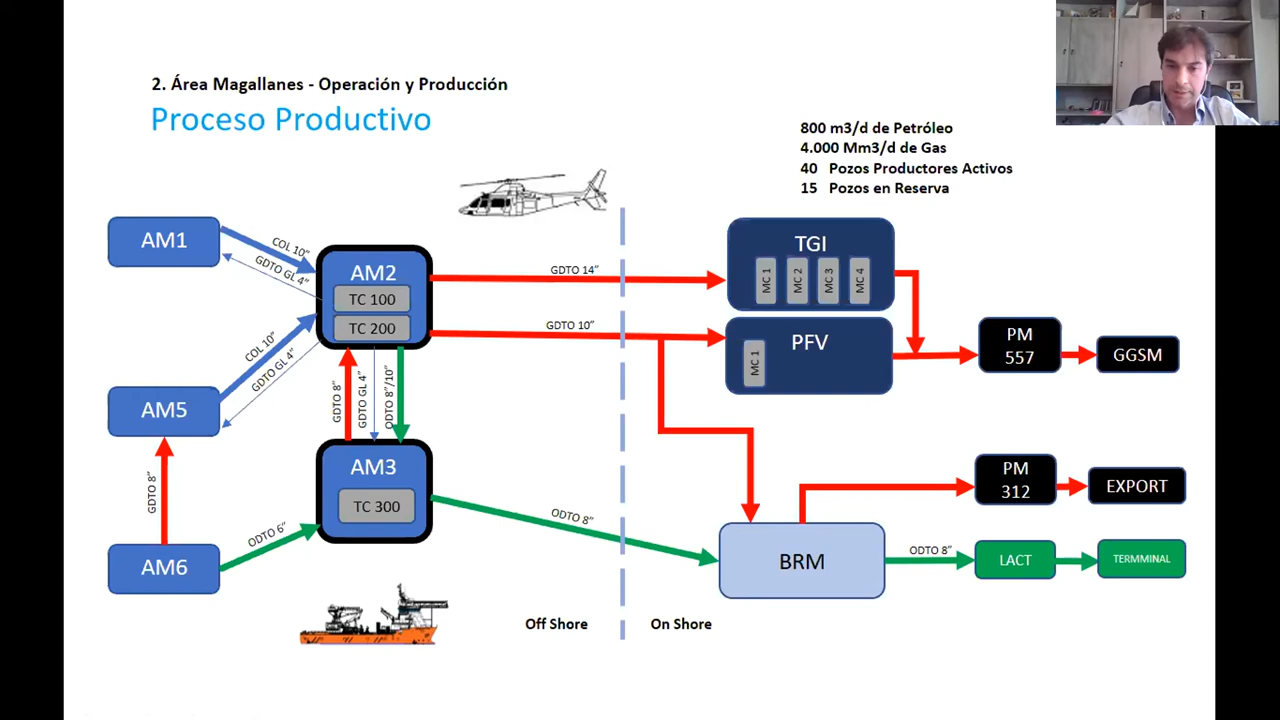 2. Área Magallanes - Operación y Producción
Proceso Productivo
800 m3/d de Petróleo
4.000 Mm3/d de Gas
40 Pozos Productores Activos
15 Pozos en Reserva
AM1
COL 10"
GDTO GL 4"
AM2
TC 100
TC 200
GDTO 14"
GDTO 10"
TGI
MC 1
MC 2
MC 3
MC 4
PFV
MC 1
PM
557
GGSM
COL 10"
GDTO GL 4"
AM5
GDTO 8"
GDTO GL 4"
ODTO 8"/10"
AM3
TC 300
GDTO 8"
ODTO 6"
AM6
ODTO 8"
BRM
PM
312
EXPORT
ODTO 8"
LACT
TERMMINAL
Off Shore
On Shore